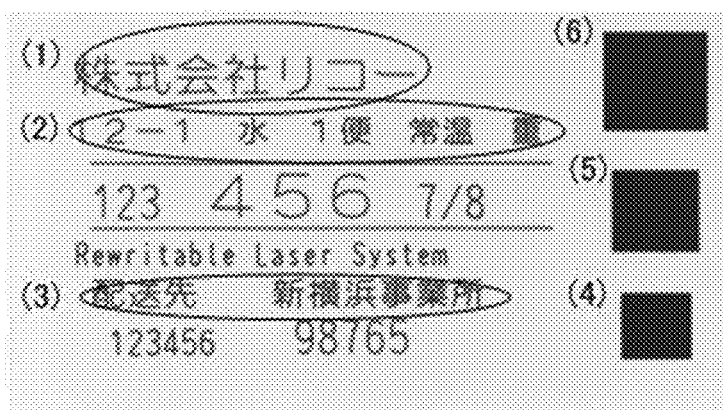 (1) 株式会社リコー (6)
(2) 12-1 水 1便 常温
123 456 7/8 (5)
Rewritable Laser System
(3) 配送先 新横浜事業所 (4)
123456 98765